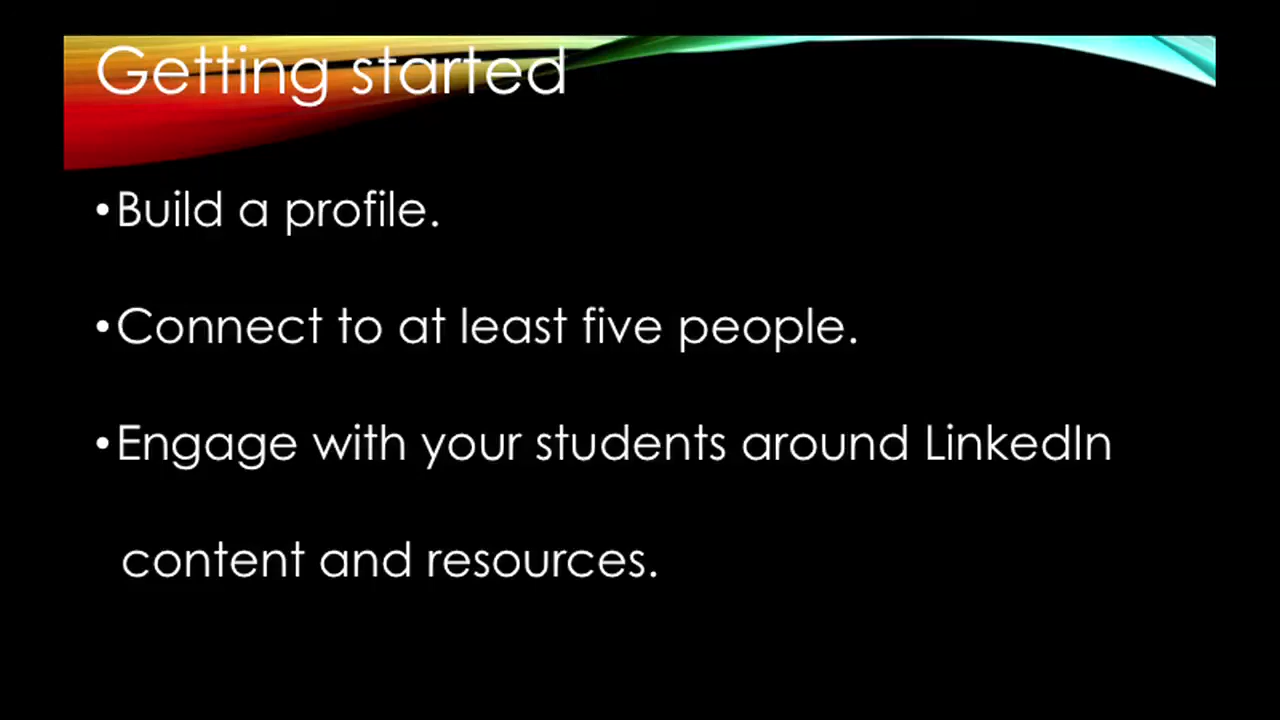 Getting started
•Build a profile.
•Connect to at least five people.
•Engage with your students around LinkedIn
content and resources.